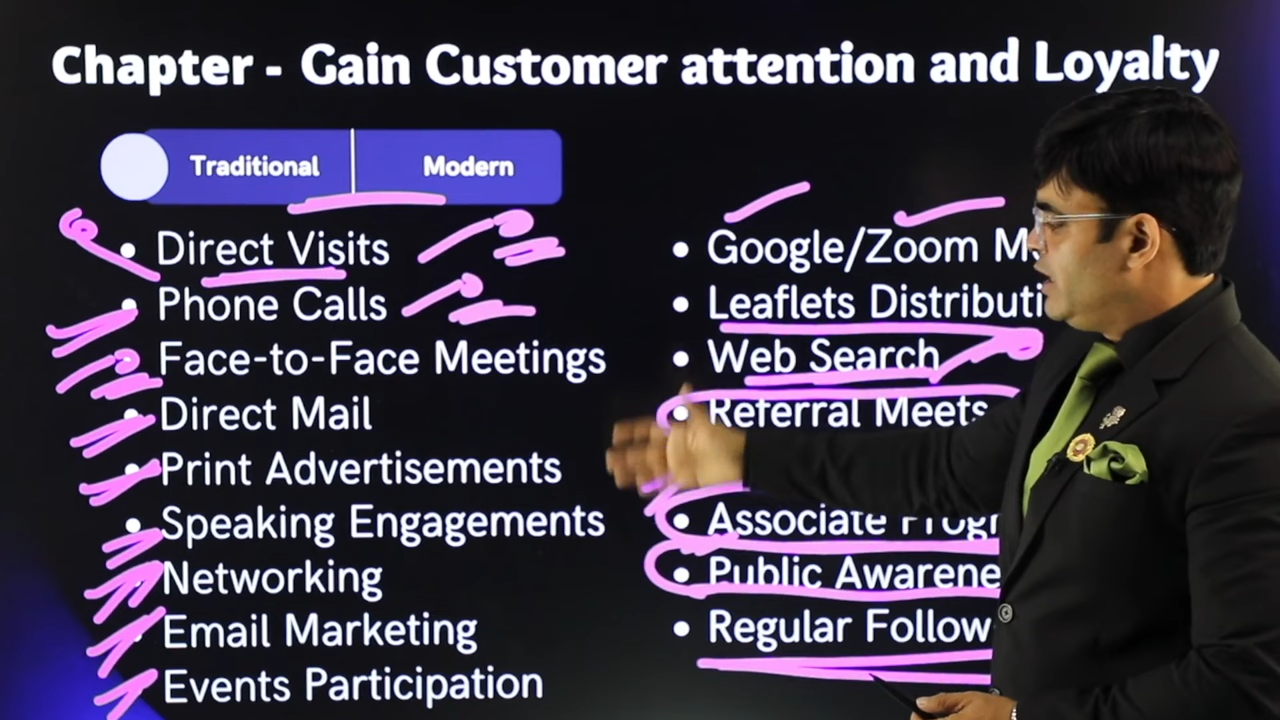 Chapter - Gain Customer attention and Loyalty
Traditional
Modern
• Direct Visits
• Phone Calls
• Face-to-Face Meetings
• Direct Mail
• Print Advertisements
• Speaking Engagements
• Networking
• Email Marketing
• Events Participation
• Google/Zoom
• Leaflets
• Web Search
• Referral Meets
• Associate
• Public
• Regular